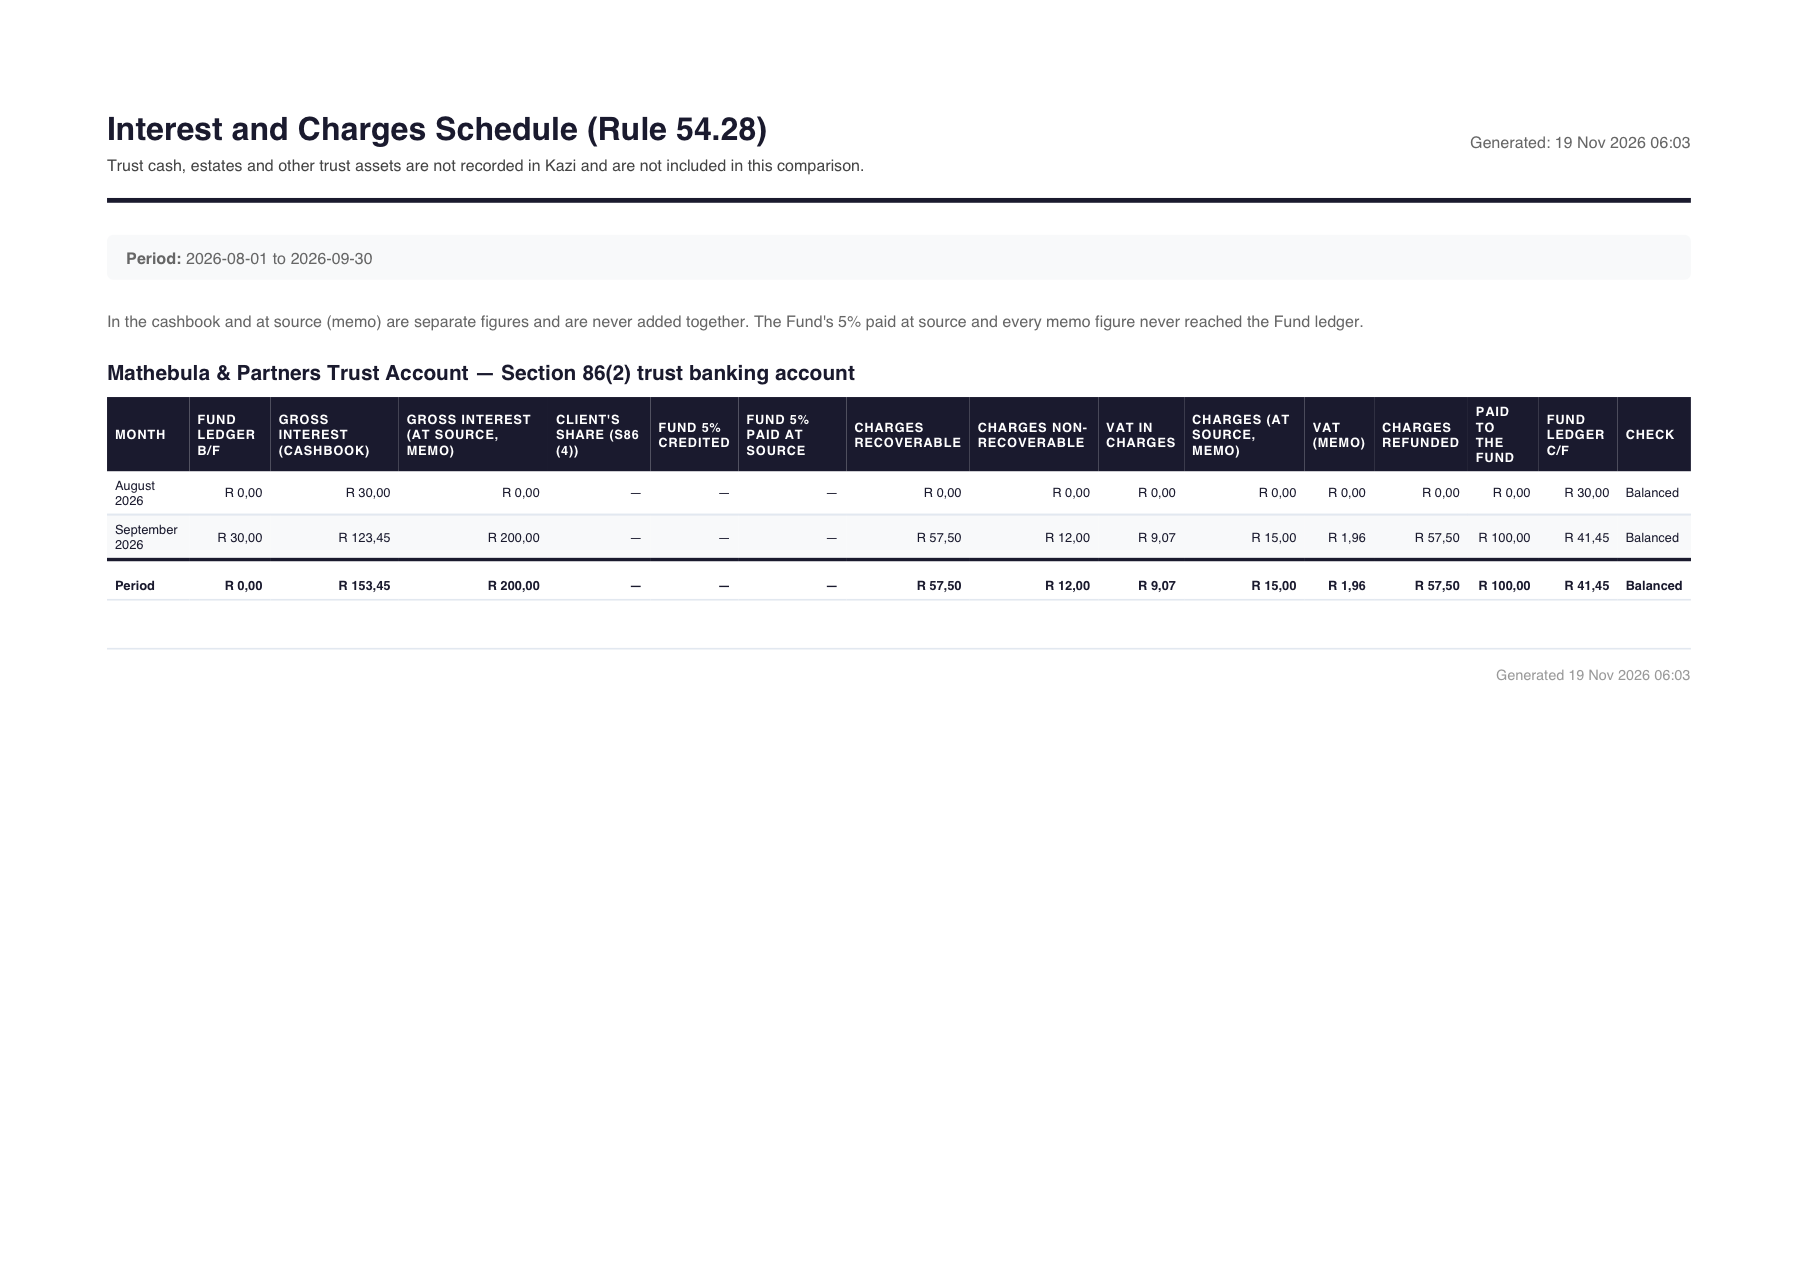 Interest and Charges Schedule (Rule 54.28)
Generated: 19 Nov 2026 06:03
Trust cash, estates and other trust assets are not recorded in Kazi and are not included in this comparison.
Period: 2026-08-01 to 2026-09-30
In the cashbook and at source (memo) are separate figures and are never added together. The Fund's 5% paid at source and every memo figure never reached the Fund ledger.
Mathebula & Partners Trust Account — Section 86(2) trust banking account
MONTH
FUND
LEDGER
B/F
GROSS
INTEREST
(CASHBOOK)
GROSS INTEREST
(AT SOURCE,
MEMO)
CLIENT'S
SHARE (S86
(4))
FUND 5%
CREDITED
FUND 5%
PAID AT
SOURCE
CHARGES
RECOVERABLE
CHARGES NON-
RECOVERABLE
VAT IN
CHARGES
CHARGES (AT
SOURCE,
MEMO)
VAT
(MEMO)
CHARGES
REFUNDED
PAID
TO
THE
FUND
FUND
LEDGER
C/F
CHECK
August
2026
R 0,00 R 30,00 R 0,00 — — — R 0,00 R 0,00 R 0,00 R 0,00 R 0,00 R 0,00 R 0,00 R 30,00 Balanced
September
2026
R 30,00 R 123,45 R 200,00 — — — R 57,50 R 12,00 R 9,07 R 15,00 R 1,96 R 57,50 R 100,00 R 41,45 Balanced
Period R 0,00 R 153,45 R 200,00 — — — R 57,50 R 12,00 R 9,07 R 15,00 R 1,96 R 57,50 R 100,00 R 41,45 Balanced
Generated 19 Nov 2026 06:03